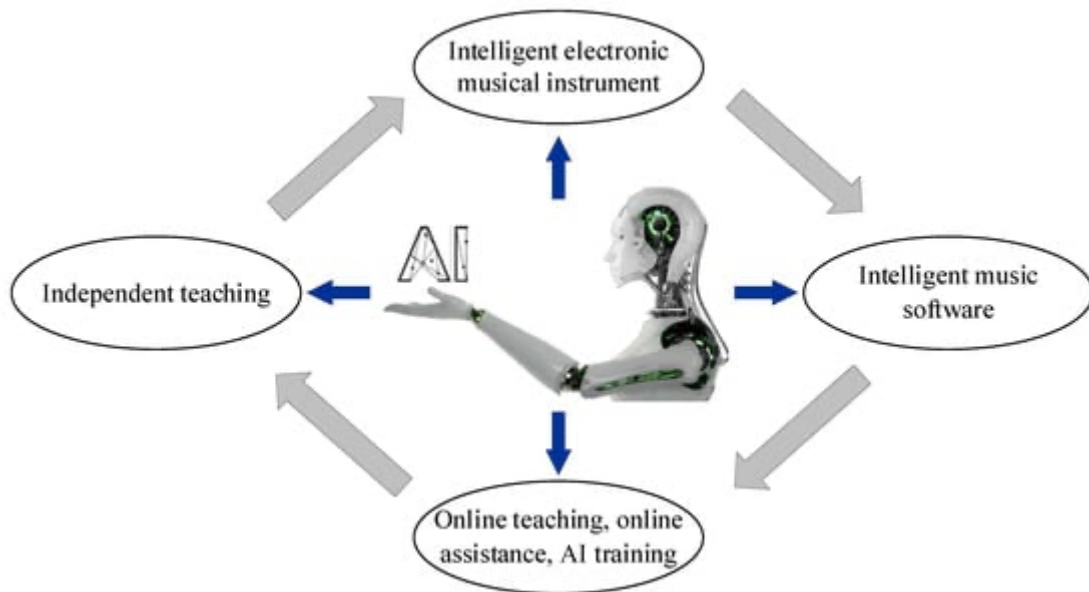 Intelligent electronic
musical instrument
AI
Independent teaching
Intelligent music
software
Online teaching, online
assistance, AI training